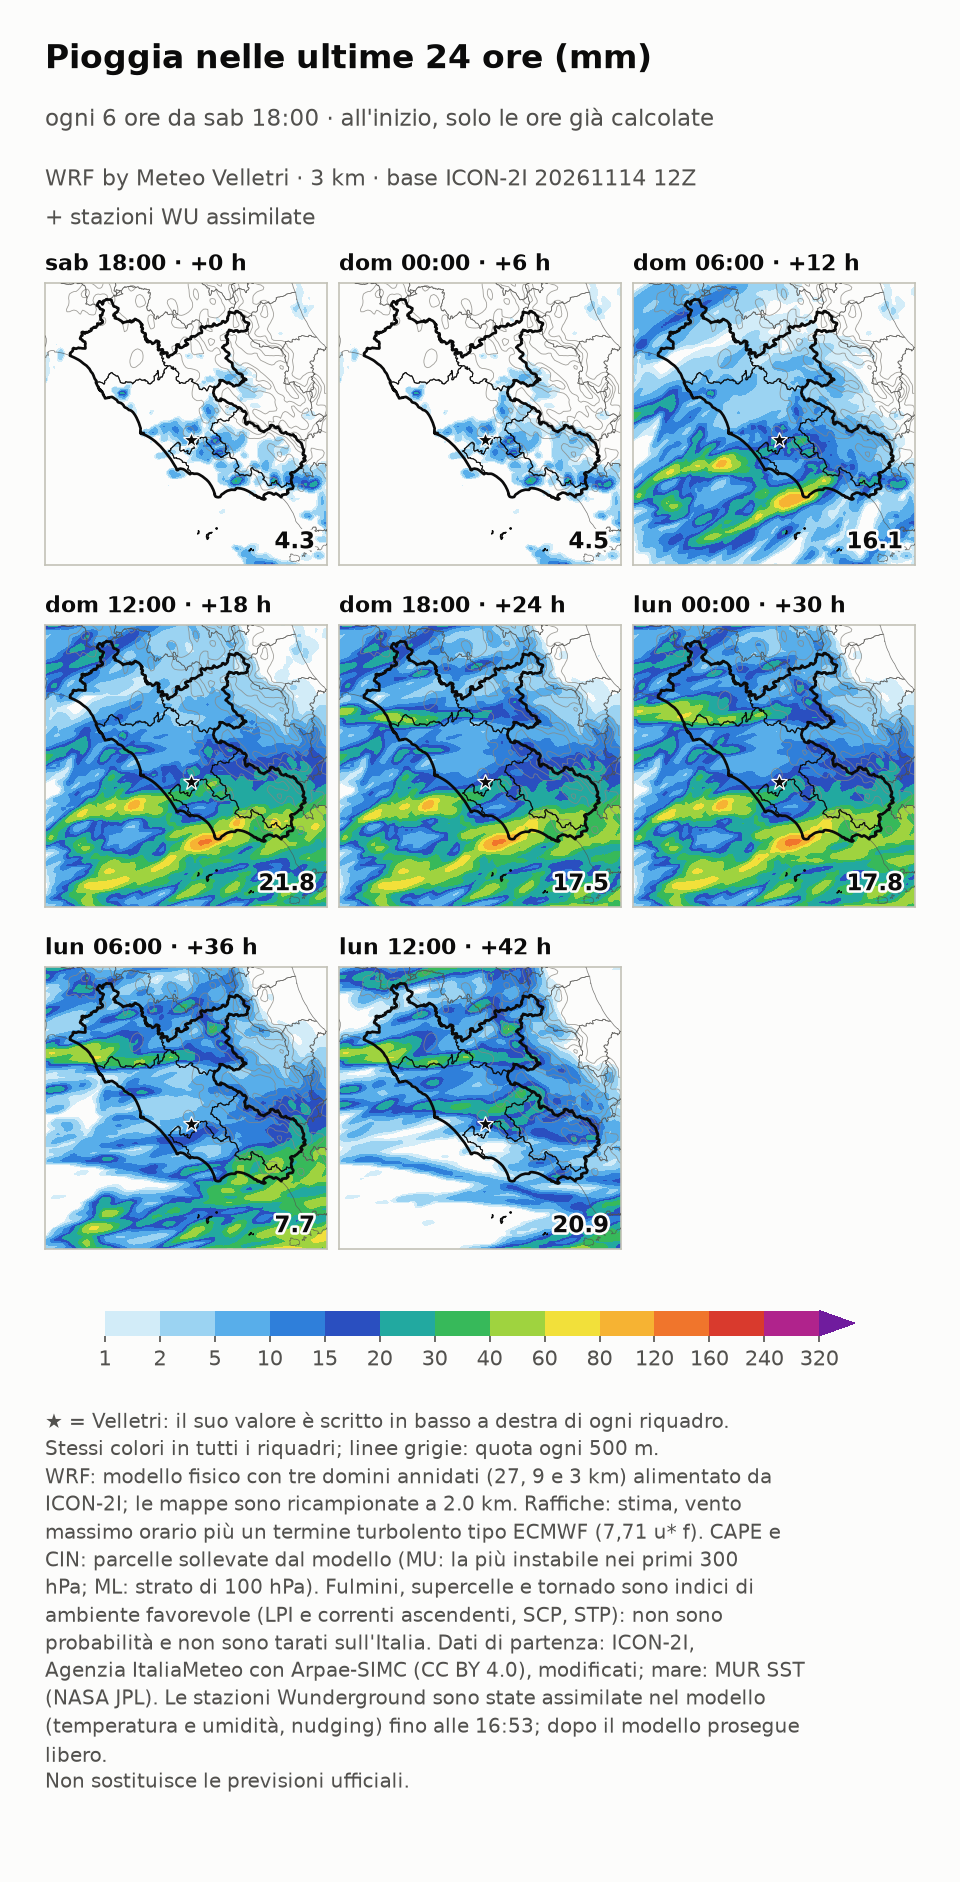 Pioggia nelle ultime 24 ore (mm)
ogni 6 ore da sab 18:00 · all'inizio, solo le ore già calcolate
WRF by Meteo Velletri · 3 km · base ICON-2I 20261114 12Z
+ stazioni WU assimilate
sab 18:00 · +0 h
dom 00:00 · +6 h
dom 06:00 · +12 h
4.3
4.5
16.1
dom 12:00 · +18 h
dom 18:00 · +24 h
lun 00:00 · +30 h
21.8
17.5
17.8
lun 06:00 · +36 h
lun 12:00 · +42 h
7.7
20.9
1 2 5 10 15 20 30 40 60 80 120 160 240 320
★ = Velletri: il suo valore è scritto in basso a destra di ogni riquadro.
Stessi colori in tutti i riquadri; linee grigie: quota ogni 500 m.
WRF: modello fisico con tre domini annidati (27, 9 e 3 km) alimentato da
ICON-2I; le mappe sono ricampionate a 2.0 km. Raffiche: stima, vento
massimo orario più un termine turbolento tipo ECMWF (7,71 u* f). CAPE e
CIN: parcelle sollevate dal modello (MU: la più instabile nei primi 300
hPa; ML: strato di 100 hPa). Fulmini, supercelle e tornado sono indici di
ambiente favorevole (LPI e correnti ascendenti, SCP, STP): non sono
probabilità e non sono tarati sull'Italia. Dati di partenza: ICON-2I,
Agenzia ItaliaMeteo con Arpae-SIMC (CC BY 4.0), modificati; mare: MUR SST
(NASA JPL). Le stazioni Wunderground sono state assimilate nel modello
(temperatura e umidità, nudging) fino alle 16:53; dopo il modello prosegue
libero.
Non sostituisce le previsioni ufficiali.